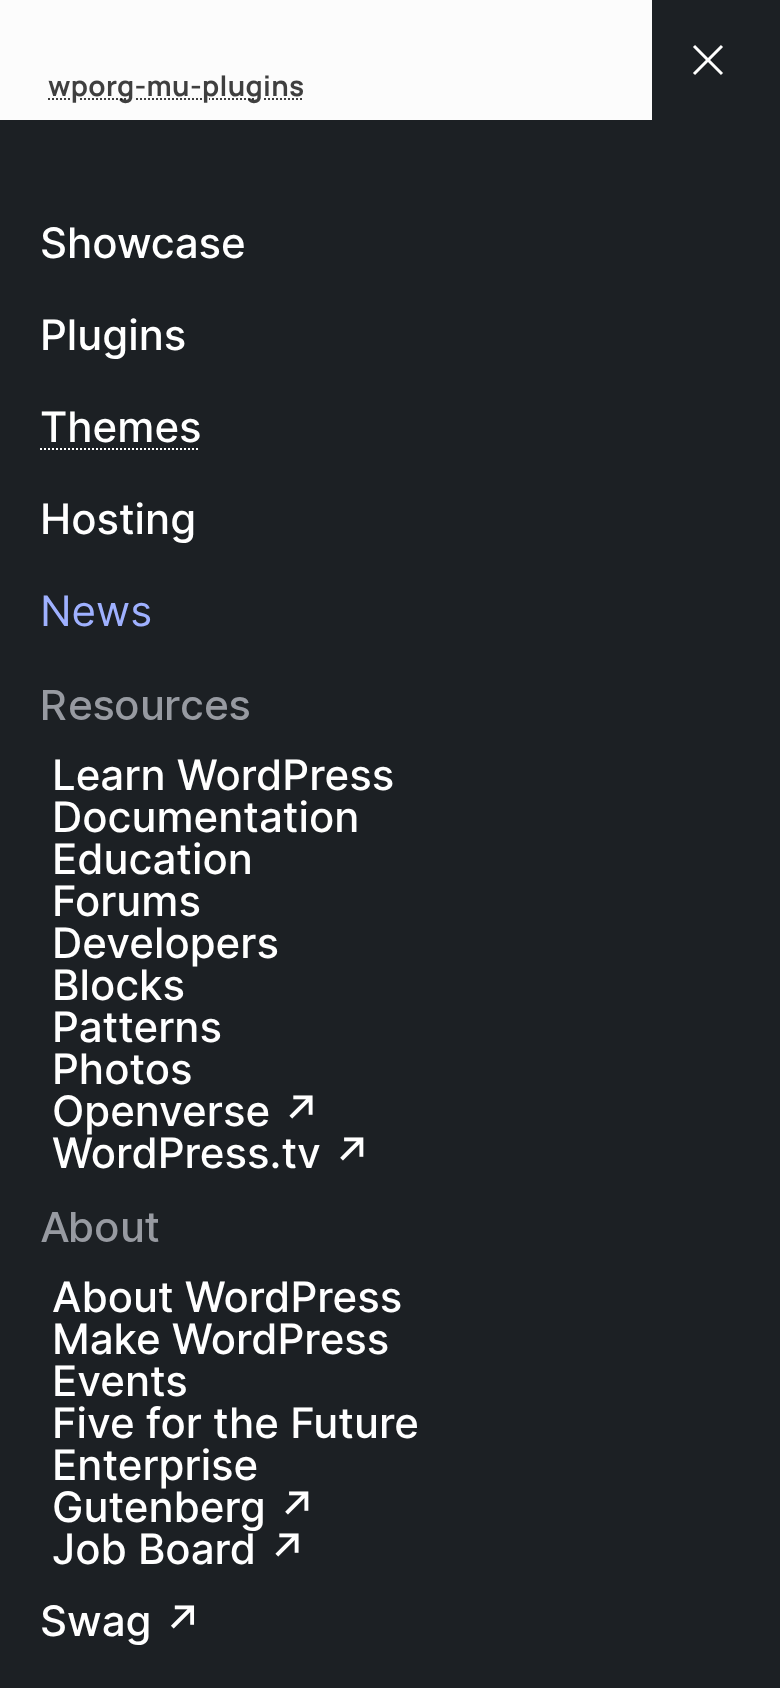 wporg-mu-plugins
Showcase
Plugins
Themes
Hosting
News
Resources
Learn WordPress
Documentation
Education
Forums
Developers
Blocks
Patterns
Photos
Openverse ↗
WordPress.tv ↗
About
About WordPress
Make WordPress
Events
Five for the Future
Enterprise
Gutenberg ↗
Job Board ↗
Swag ↗